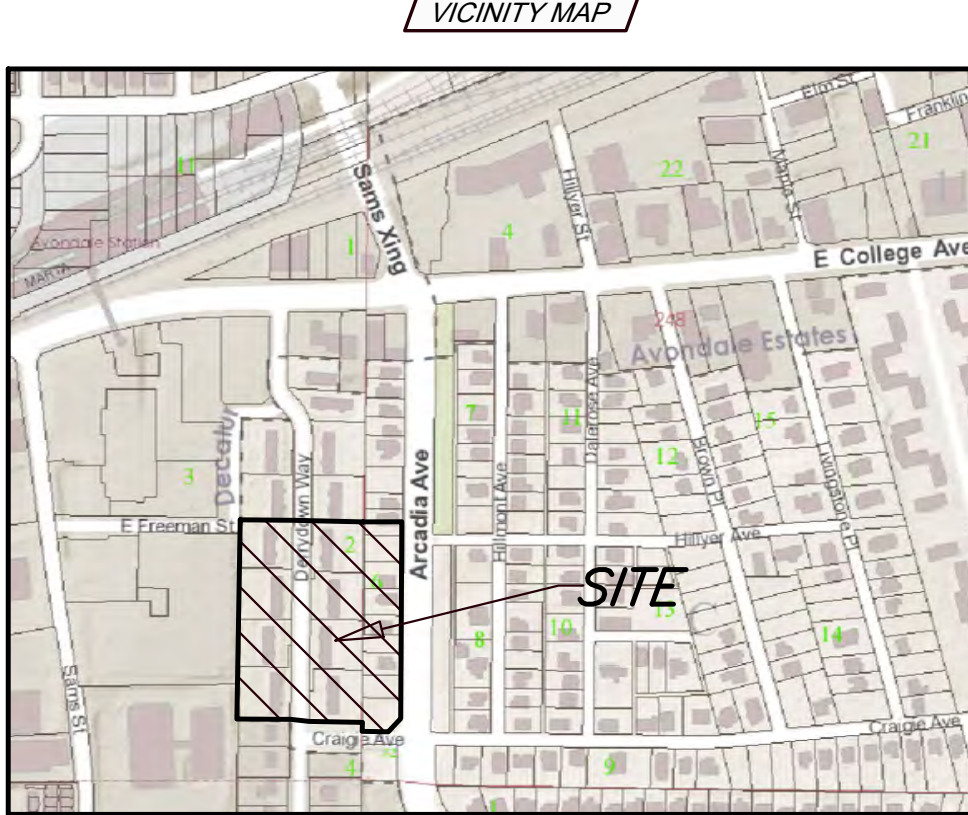 VICINITY MAP
Elm St
Franklin
21
11
Sams Xing
Hillyer St
22
Maple St
11
Avondale Station
MARTA
1
4
E College Ave
248
Avondale Estates
Decatur
3
7
11
Dalerose Ave
15
12
Brown Pl
Livingstone Pl
Derrydown Way
Arcadia Ave
Hillmont Ave
E Freeman St
2
Hillyer Ave
6
SITE
13
8
10
14
Sams St
Craigie Ave
Craigie Ave
4
9
1